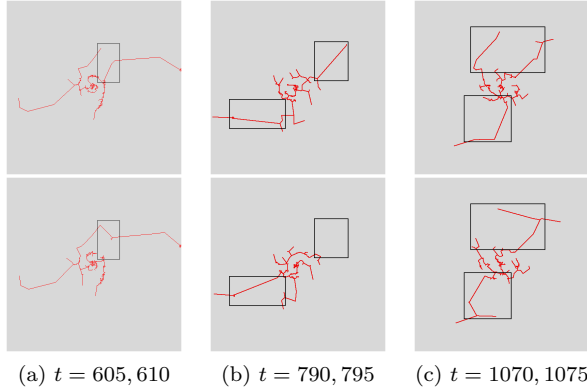 (a) t = 605, 610 (b) t = 790, 795 (c) t = 1070, 1075